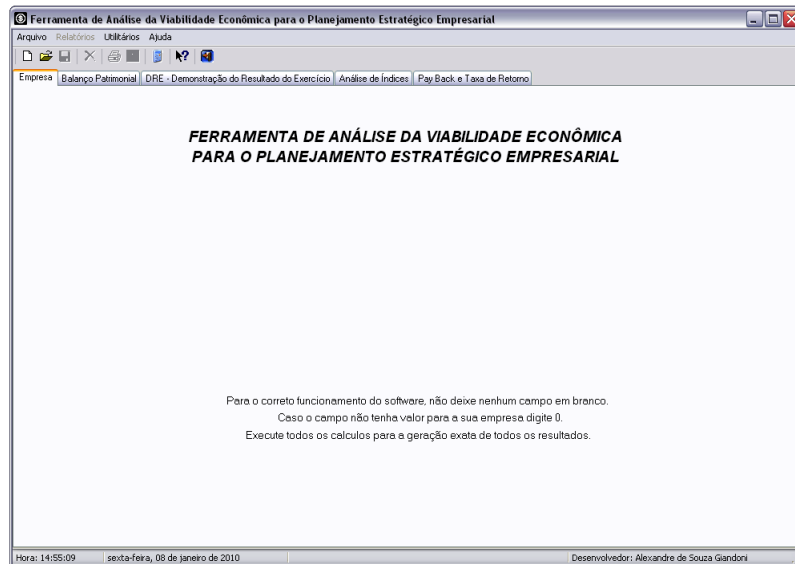 Ferramenta de Análise da Viabilidade Econômica para o Planejamento Estratégico Empresarial
Arquivo Relatórios Utilitários Ajuda
Empresa Balanço Patrimonial DRE - Demonstração do Resultado do Exercício Análise de Índices Pay Back e Taxa de Retorno
FERRAMENTA DE ANÁLISE DA VIABILIDADE ECONÔMICA
PARA O PLANEJAMENTO ESTRATÉGICO EMPRESARIAL
Para o correto funcionamento do software, não deixe nenhum campo em branco.
Caso o campo não tenha valor para a sua empresa digite 0.
Execute todos os calculos para a geração exata de todos os resultados.
Hora: 14:55:09 sexta-feira, 08 de janeiro de 2010 Desenvolvedor: Alexandre de Souza Giandoni